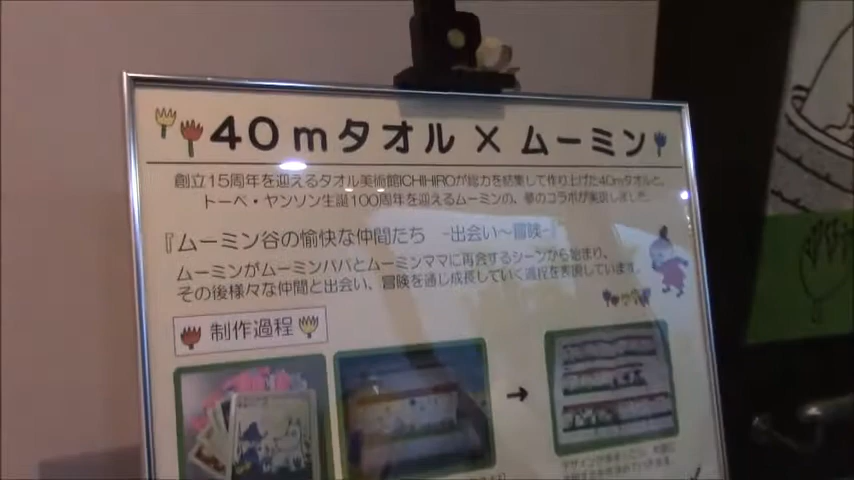 40mタオル×ムーミン
創立15周年を迎えるタオル美術館ICHIHIROが総力を結集して作り上げた40mタオルと、
トーベ・ヤンソン生誕100周年を迎えるムーミンの、夢のコラボが実現しました。
『ムーミン谷の愉快な仲間たち -出会い～冒険-』
ムーミンがムーミンパパとムーミンママに再会するシーンから始まり、
その後様々な仲間と出会い、冒険を通じ成長していく過程を表現しています。
制作過程
→